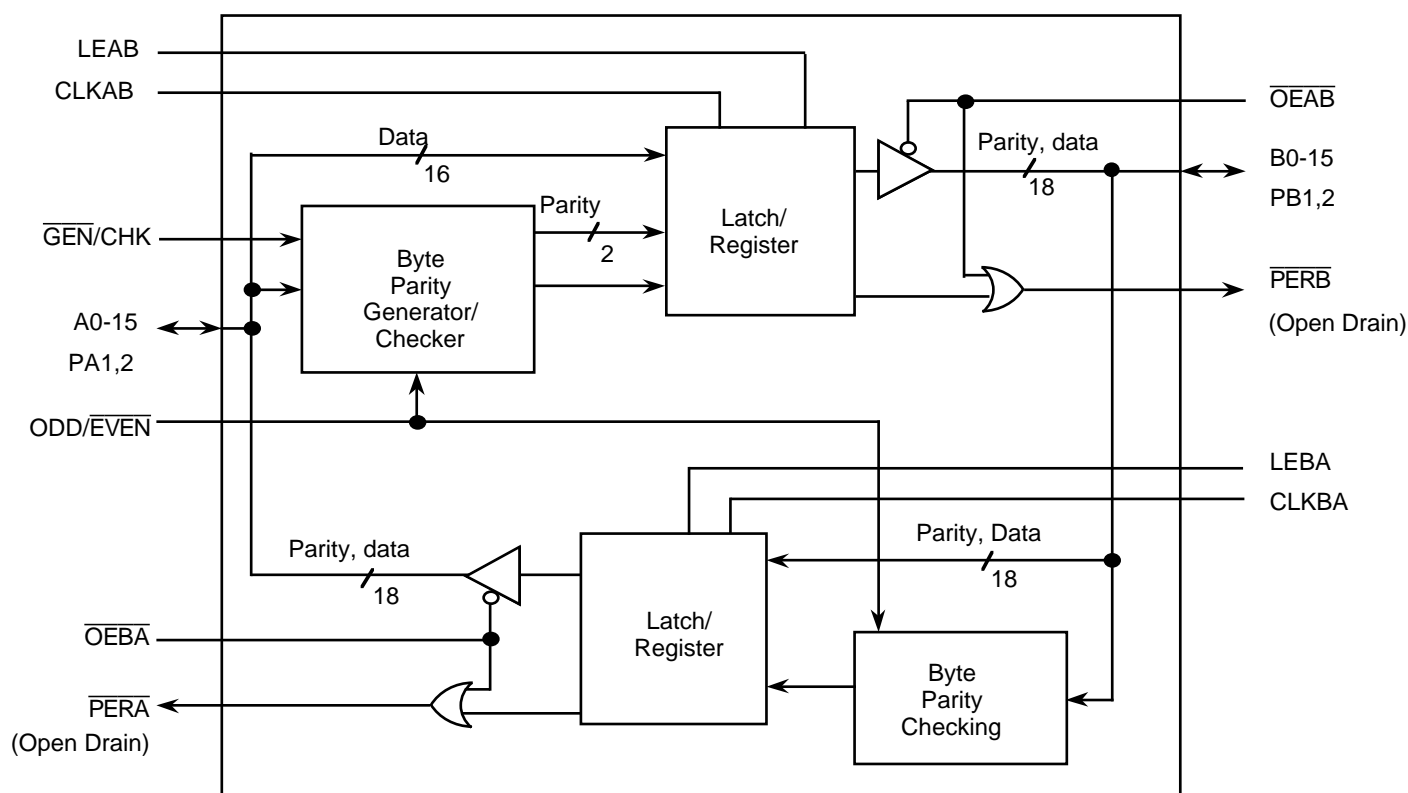 LEAB
CLKAB
OEAB
Data
16
Parity, data
18
B0-15
PB1,2
GEN/CHK
Parity
2
Byte
Parity
Generator/
Checker
Latch/
Register
PERB
(Open Drain)
A0-15
PA1,2
ODD/EVEN
LEBA
CLKBA
Parity, data
18
Parity, Data
18
OEBA
Latch/
Register
Byte
Parity
Checking
PERA
(Open Drain)